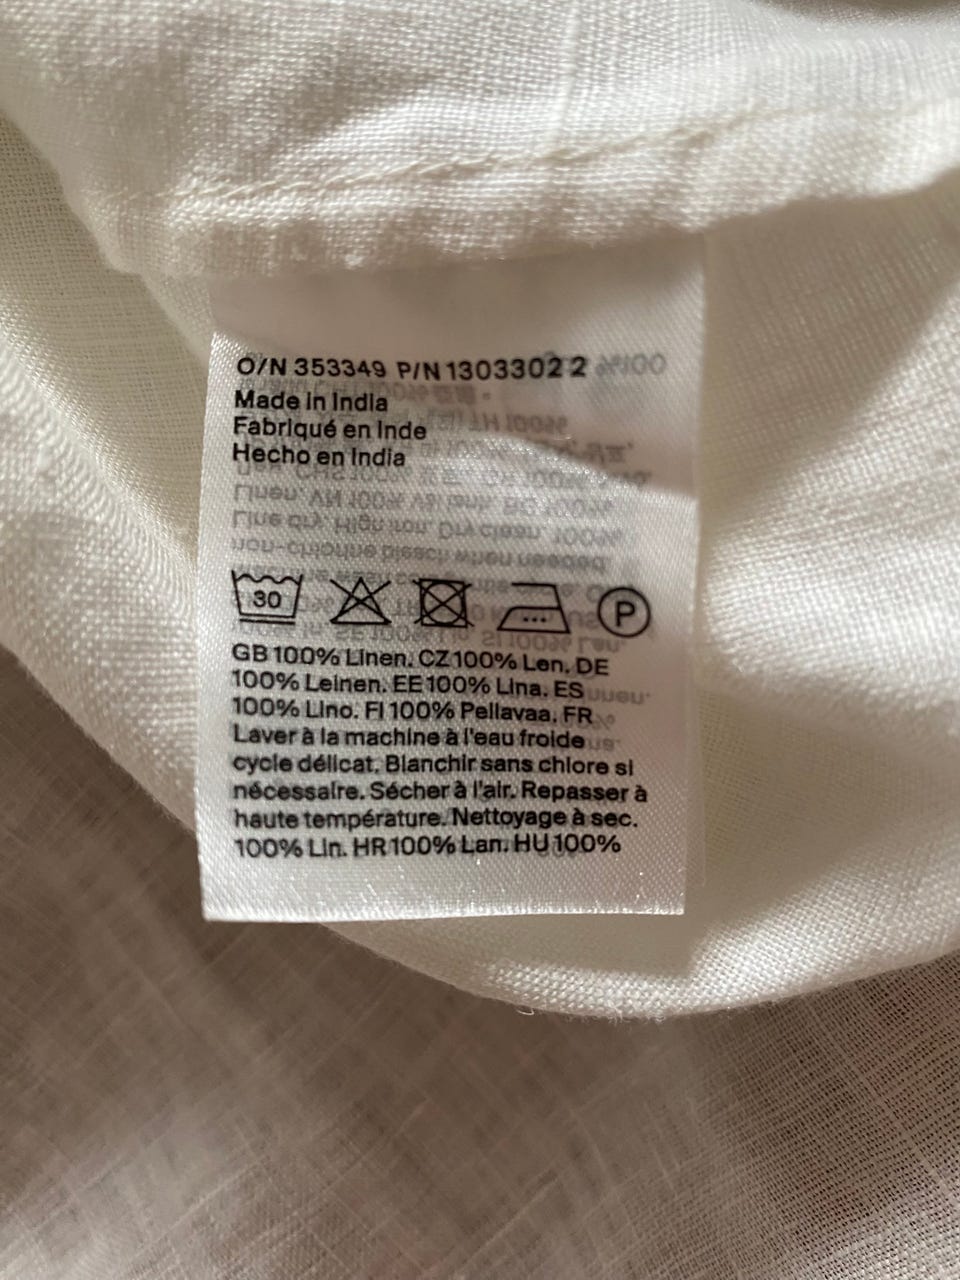 O/N 353349 P/N 13033022
Made in India
Fabriqué en Inde
Hecho en India
30
P
GB 100% Linen. CZ 100% Len. DE
100% Leinen. EE 100% Lina. ES
100% Lino. FI 100% Pellavaa. FR
Laver à la machine à l'eau froide
cycle délicat. Blanchir sans chlore si
nécessaire. Sécher à l'air. Repasser à
haute température. Nettoyage à sec.
100% Lin. HR 100% Lan. HU 100%